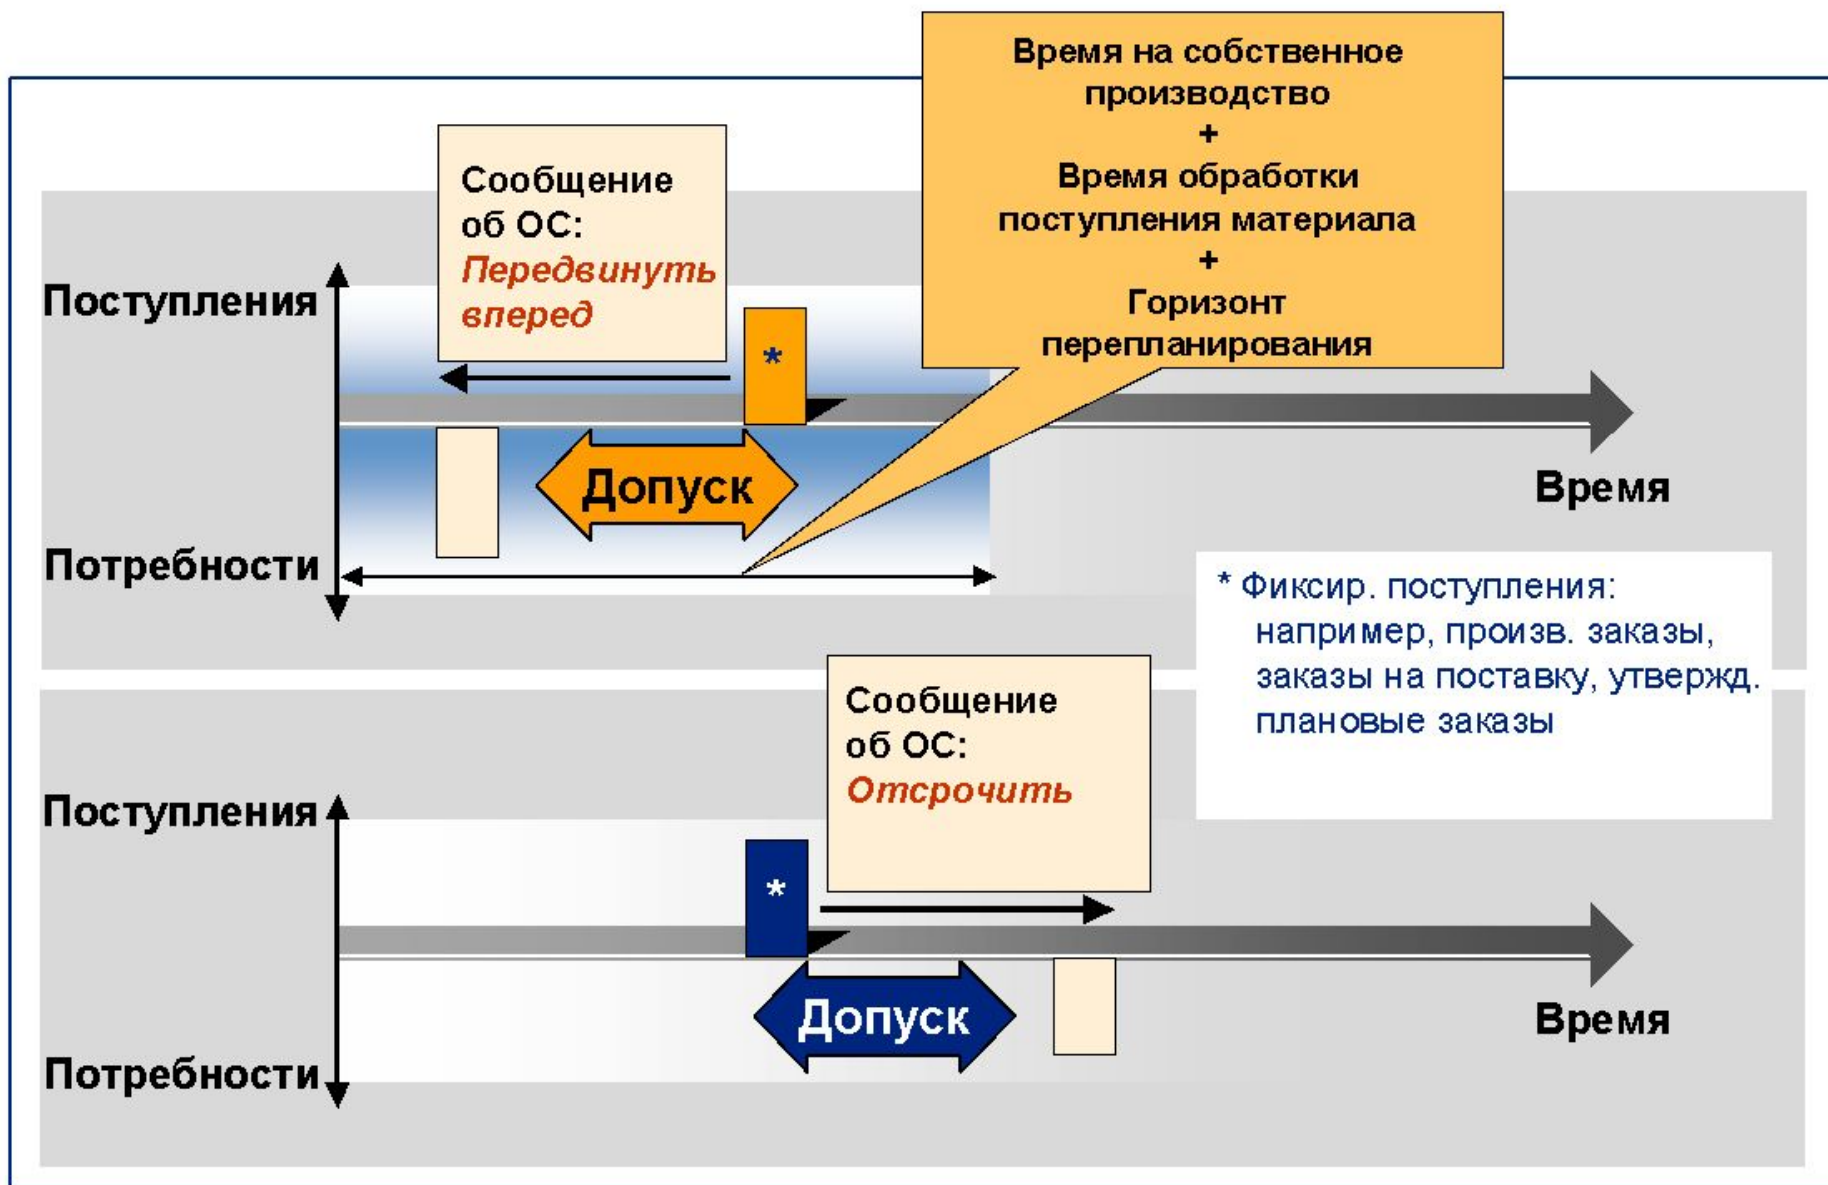 Время на собственное
производство
+
Время обработки
поступления материала
+
Горизонт
перепланирования
Сообщение
об ОС:
Передвинуть
вперед
Поступления
*
Допуск
Время
Потребности
* Фиксир. поступления:
например, произв. заказы,
заказы на поставку, утвержд.
плановые заказы
Сообщение
об ОС:
Отсрочить
Поступления
*
Допуск
Время
Потребности